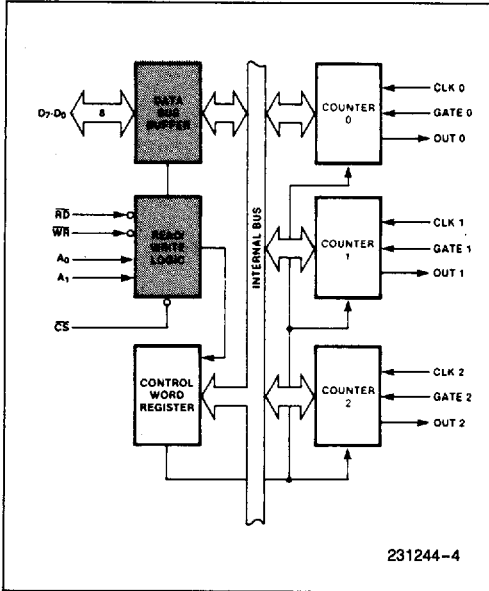 D7-D0
8
DATA
BUS
BUFFER
RD
WR
A0
A1
CS
READ/
WRITE
LOGIC
CONTROL
WORD
REGISTER
INTERNAL BUS
COUNTER
0
CLK 0
GATE 0
OUT 0
COUNTER
1
CLK 1
GATE 1
OUT 1
COUNTER
2
CLK 2
GATE 2
OUT 2
231244-4